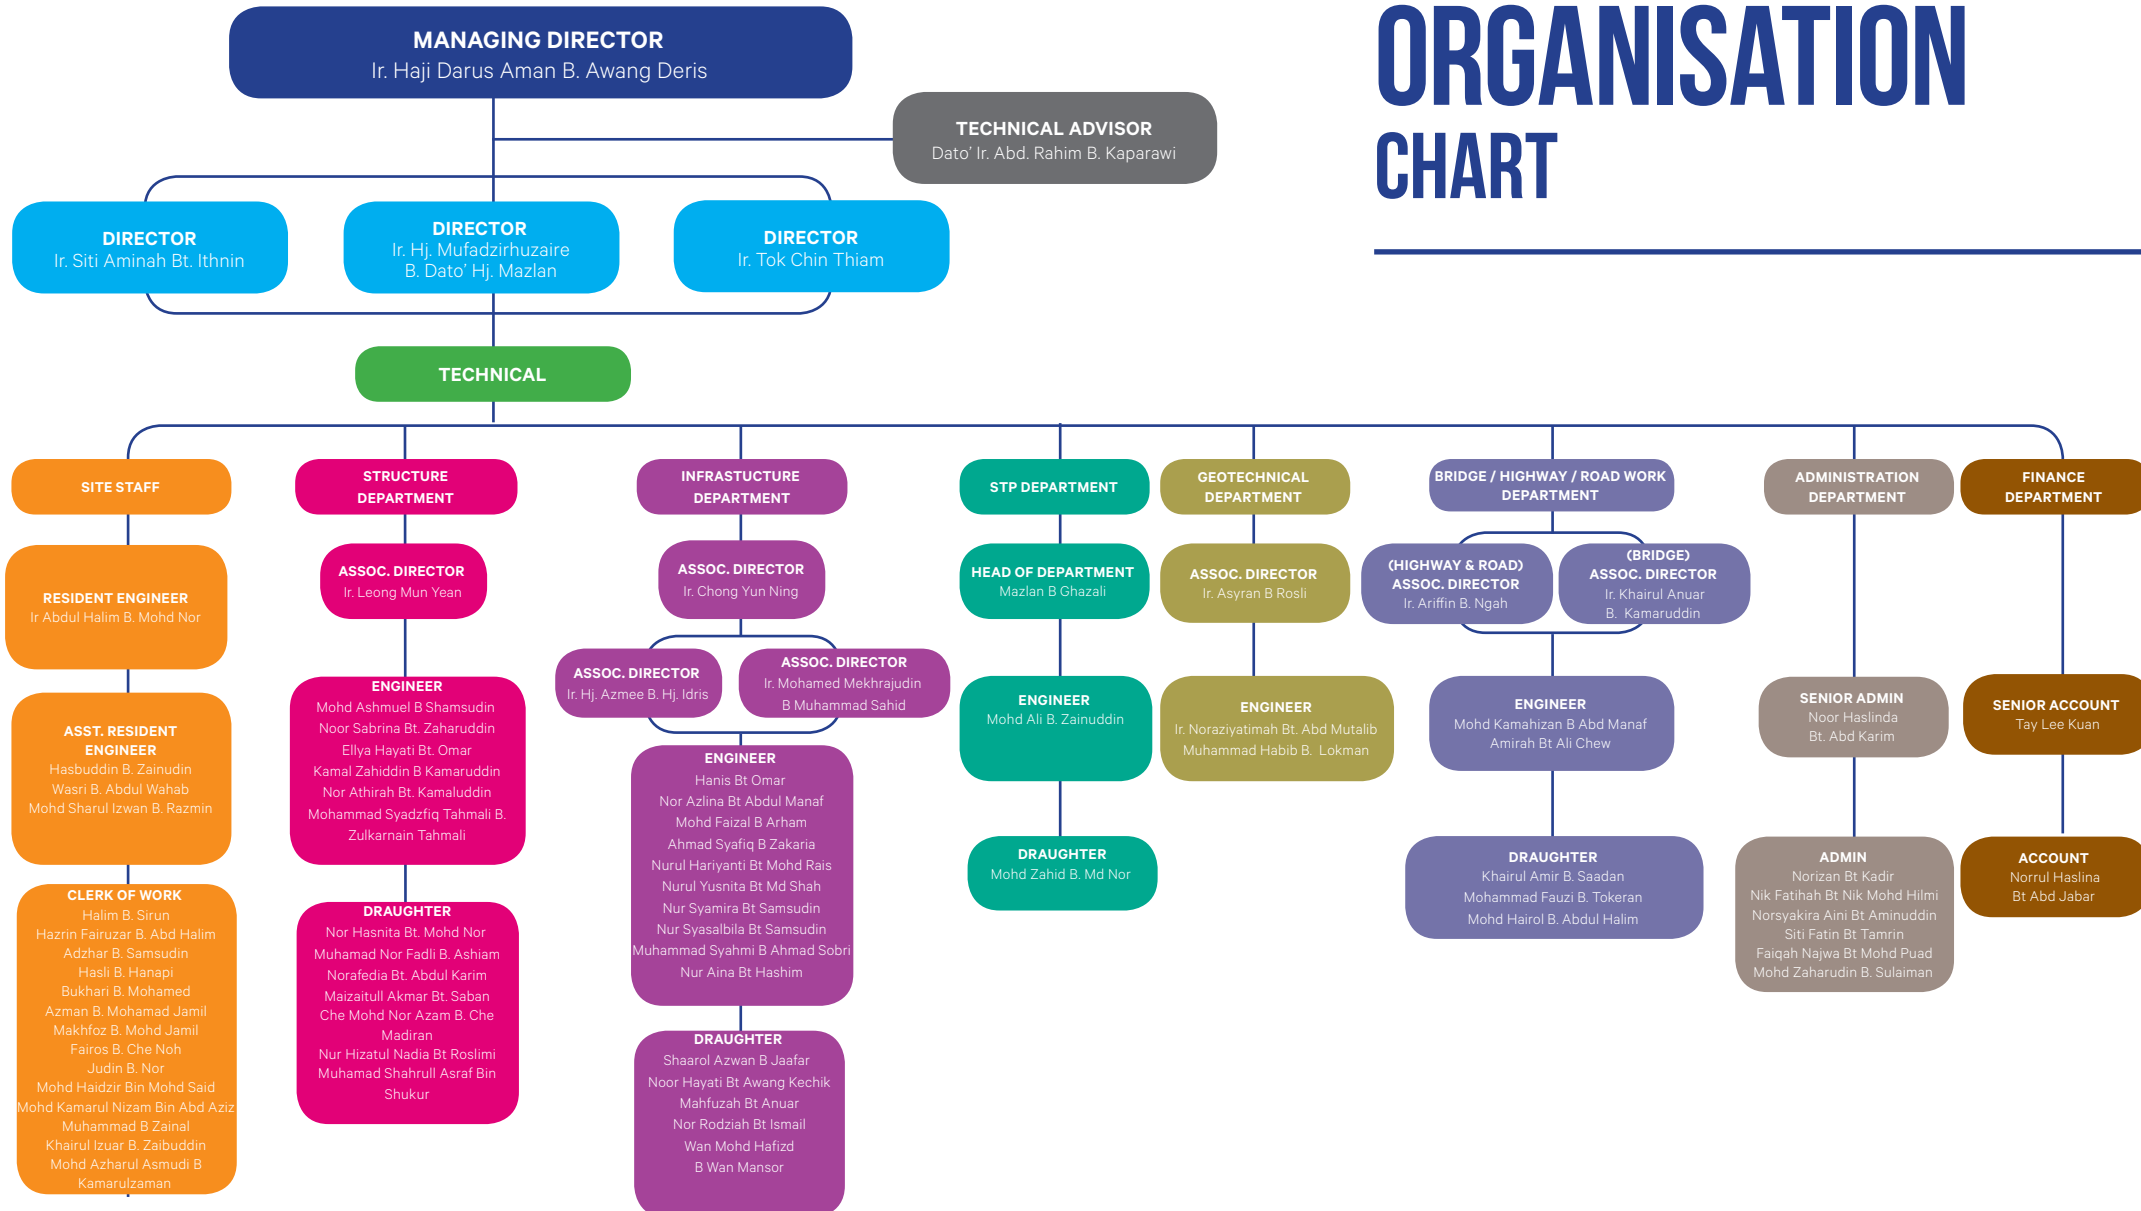 ORGANISATION
CHART
MANAGING DIRECTOR
Ir. Haji Darus Aman B. Awang Deris
TECHNICAL ADVISOR
Dato' Ir. Abd. Rahim B. Kaparawi
DIRECTOR
Ir. Siti Aminah Bt. Ithnin
DIRECTOR
Ir. Hj. Mufadzirhuzaire
B. Dato' Hj. Mazlan
DIRECTOR
Ir. Tok Chin Thiam
TECHNICAL
SITE STAFF
RESIDENT ENGINEER
Ir Abdul Halim B. Mohd Nor
ASST. RESIDENT
ENGINEER
Hasbuddin B. Zainudin
Wasri B. Abdul Wahab
Mohd Sharul Izwan B. Razmin
CLERK OF WORK
Halim B. Sirun
Hazrin Fairuzar B. Abd Halim
Adzhar B. Samsudin
Hasli B. Hanapi
Bukhari B. Mohamed
Azman B. Mohamad Jamil
Makhfoz B. Mohd Jamil
Fairos B. Che Noh
Judin B. Nor
Mohd Haidzir Bin Mohd Said
Mohd Kamarul Nizam Bin Abd Aziz
Muhammad B Zainal
Khairul Izuar B. Zaibuddin
Mohd Azharul Asmudi B
Kamarulzaman
STRUCTURE
DEPARTMENT
ASSOC. DIRECTOR
Ir. Leong Mun Yean
ENGINEER
Mohd Ashmuel B Shamsudin
Noor Sabrina Bt. Zaharuddin
Ellya Hayati Bt. Omar
Kamal Zahiddin B Kamaruddin
Nor Athirah Bt. Kamaluddin
Mohammad Syadzfiq Tahmali B.
Zulkarnain Tahmali
DRAUGHTER
Nor Hasnita Bt. Mohd Nor
Muhamad Nor Fadli B. Ashiam
Norafedia Bt. Abdul Karim
Maizaitull Akmar Bt. Saban
Che Mohd Nor Azam B. Che
Madiran
Nur Hizatul Nadia Bt Roslimi
Muhamad Shahrull Asraf Bin
Shukur
INFRASTUCTURE
DEPARTMENT
ASSOC. DIRECTOR
Ir. Chong Yun Ning
ASSOC. DIRECTOR
Ir. Hj. Azmee B. Hj. Idris
ASSOC. DIRECTOR
Ir. Mohamed Mekhrajudin
B Muhammad Sahid
ENGINEER
Hanis Bt Omar
Nor Azlina Bt Abdul Manaf
Mohd Faizal B Arham
Ahmad Syafiq B Zakaria
Nurul Hariyanti Bt Mohd Rais
Nurul Yusnita Bt Md Shah
Nur Syamira Bt Samsudin
Nur Syasalbila Bt Samsudin
Muhammad Syahmi B Ahmad Sobri
Nur Aina Bt Hashim
DRAUGHTER
Shaarol Azwan B Jaafar
Noor Hayati Bt Awang Kechik
Mahfuzah Bt Anuar
Nor Rodziah Bt Ismail
Wan Mohd Hafizd
B Wan Mansor
STP DEPARTMENT
HEAD OF DEPARTMENT
Mazlan B Ghazali
ENGINEER
Mohd Ali B. Zainuddin
DRAUGHTER
Mohd Zahid B. Md Nor
GEOTECHNICAL
DEPARTMENT
ASSOC. DIRECTOR
Ir. Asyran B Rosli
ENGINEER
Ir. Noraziyatimah Bt. Abd Mutalib
Muhammad Habib B. Lokman
BRIDGE / HIGHWAY / ROAD WORK
DEPARTMENT
(HIGHWAY & ROAD)
ASSOC. DIRECTOR
Ir. Ariffin B. Ngah
(BRIDGE)
ASSOC. DIRECTOR
Ir. Khairul Anuar
B. Kamaruddin
ENGINEER
Mohd Kamahizan B Abd Manaf
Amirah Bt Ali Chew
DRAUGHTER
Khairul Amir B. Saadan
Mohammad Fauzi B. Tokeran
Mohd Hairol B. Abdul Halim
ADMINISTRATION
DEPARTMENT
SENIOR ADMIN
Noor Haslinda
Bt. Abd Karim
ADMIN
Norizan Bt Kadir
Nik Fatihah Bt Nik Mohd Hilmi
Norsyakira Aini Bt Aminuddin
Siti Fatin Bt Tamrin
Faiqah Najwa Bt Mohd Puad
Mohd Zaharudin B. Sulaiman
FINANCE
DEPARTMENT
SENIOR ACCOUNT
Tay Lee Kuan
ACCOUNT
Norrul Haslina
Bt Abd Jabar